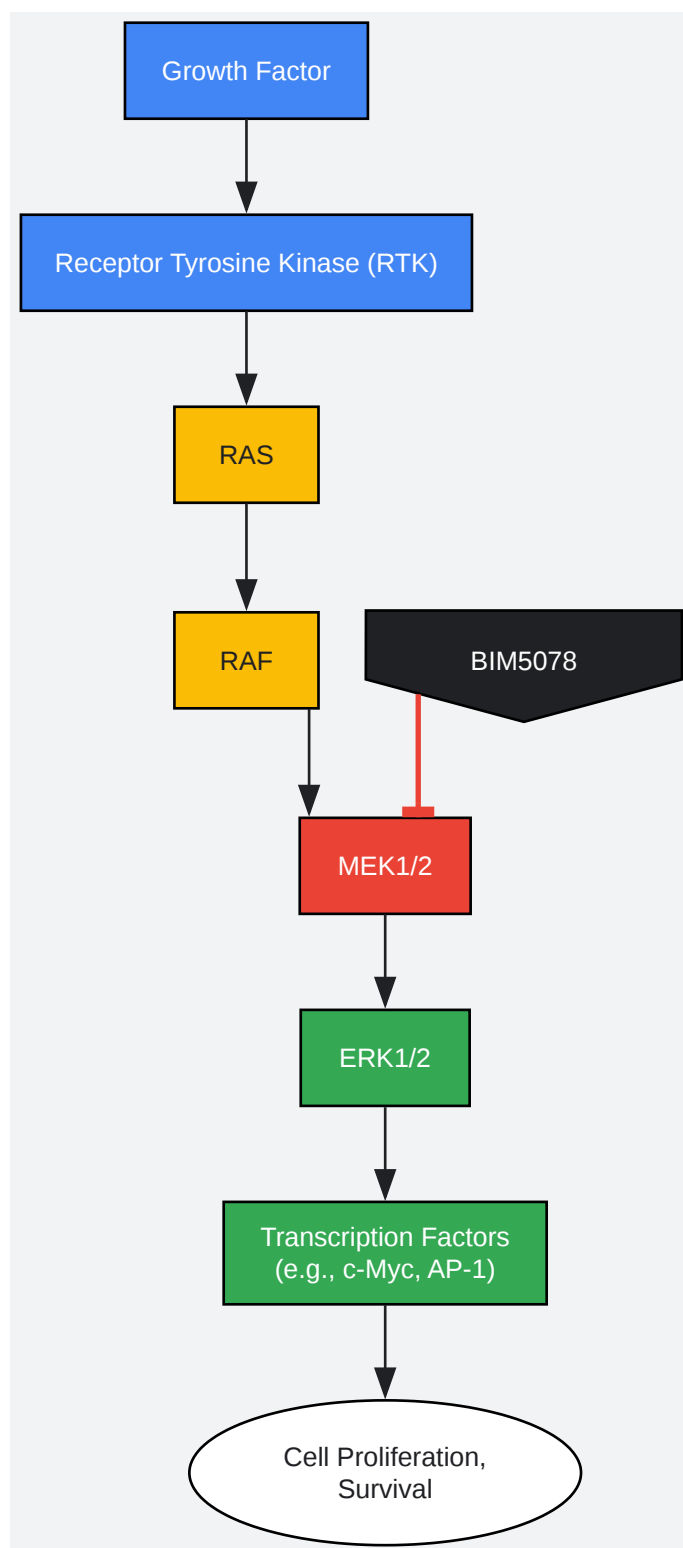 Growth Factor
Receptor Tyrosine Kinase (RTK)
RAS
RAF
BIM5078
MEK1/2
ERK1/2
Transcription Factors
(e.g., c-Myc, AP-1)
Cell Proliferation,
Survival